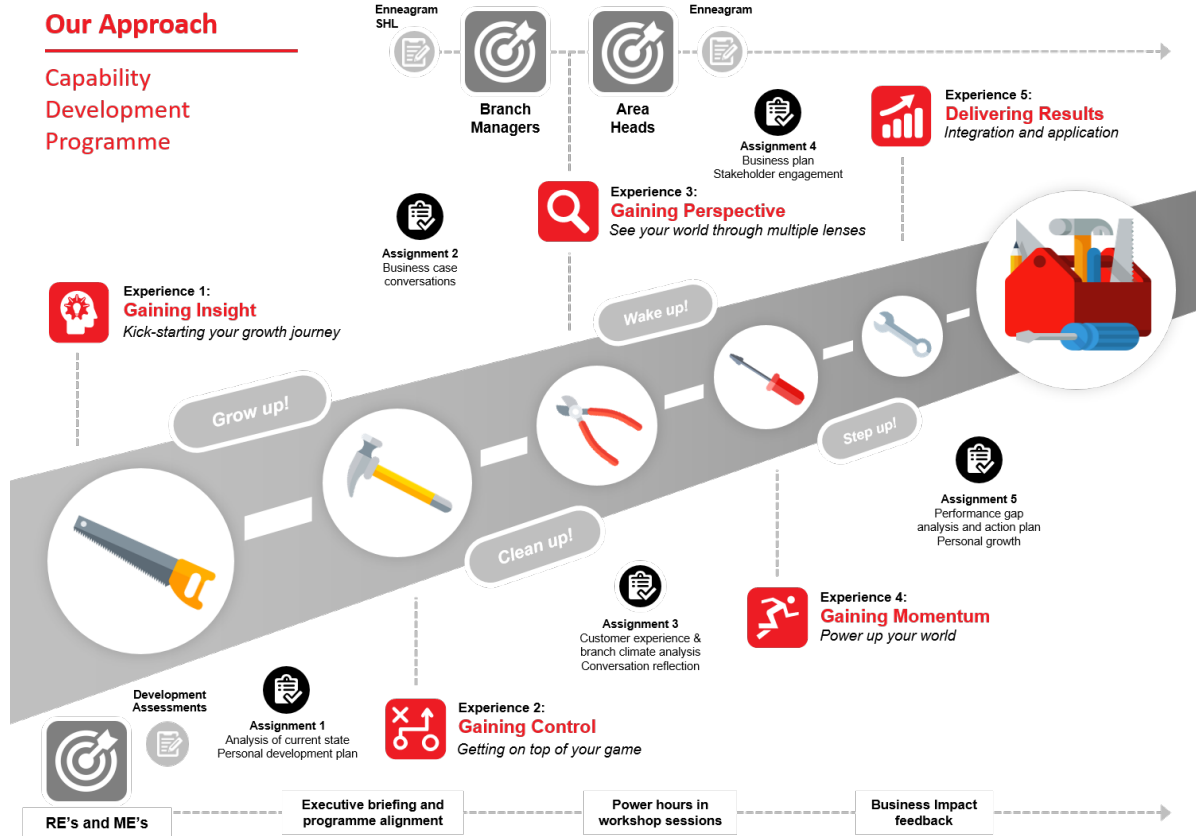 Our Approach
Capability
Development
Programme
Enneagram
SHL
Branch
Managers
Area
Heads
Enneagram
Experience 1:
Gaining Insight
Kick-starting your growth journey
Assignment 2
Business case
conversations
Experience 3:
Gaining Perspective
See your world through multiple lenses
Assignment 4
Business plan
Stakeholder engagement
Experience 5:
Delivering Results
Integration and application
Grow up!
Clean up!
Wake up!
Step up!
Development
Assessments
Assignment 1
Analysis of current state
Personal development plan
Experience 2:
Gaining Control
Getting on top of your game
Assignment 3
Customer experience &
branch climate analysis
Conversation reflection
Experience 4:
Gaining Momentum
Power up your world
Assignment 5
Performance gap
analysis and action plan
Personal growth
RE's and ME's
Executive briefing and
programme alignment
Power hours in
workshop sessions
Business Impact
feedback